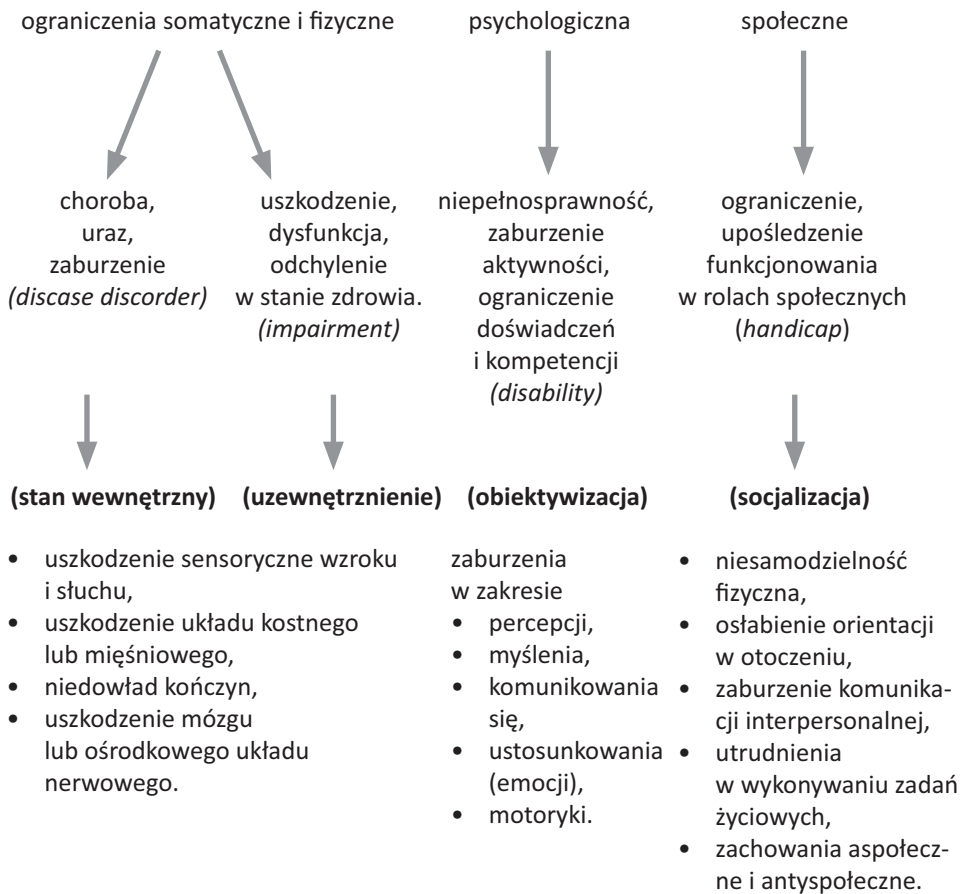 ograniczenia somatyczne i fizyczne
psychologiczna
społeczne
choroba,
uraz,
zaburzenie
(discase discorder)
uszkodzenie,
dysfunkcja,
odchylenie
w stanie zdrowia.
(impairment)
niepełnosprawność,
zaburzenie
aktywności,
ograniczenie
doświadczeń
i kompetencji
(disability)
ograniczenie,
upośledzenie
funkcjonowania
w rolach społecznych
(handicap)
(stan wewnętrzny)
(uzewnętrznienie)
(obiektywizacja)
(socjalizacja)
• uszkodzenie sensoryczne wzroku
i słuchu,
• uszkodzenie układu kostnego
lub mięśniowego,
• niedowład kończyn,
• uszkodzenie mózgu
lub ośrodkowego układu
nerwowego.
zaburzenia
w zakresie
• percepcji,
• myślenia,
• komunikowania
się,
• ustosunkowania
(emocji),
• motoryki.
• niesamodzielność
fizyczna,
• osłabienie orientacji
w otoczeniu,
• zaburzenie komunika-
cji interpersonalnej,
• utrudnienia
w wykonywaniu zadań
życiowych,
• zachowania aspołecz-
ne i antyspołeczne.